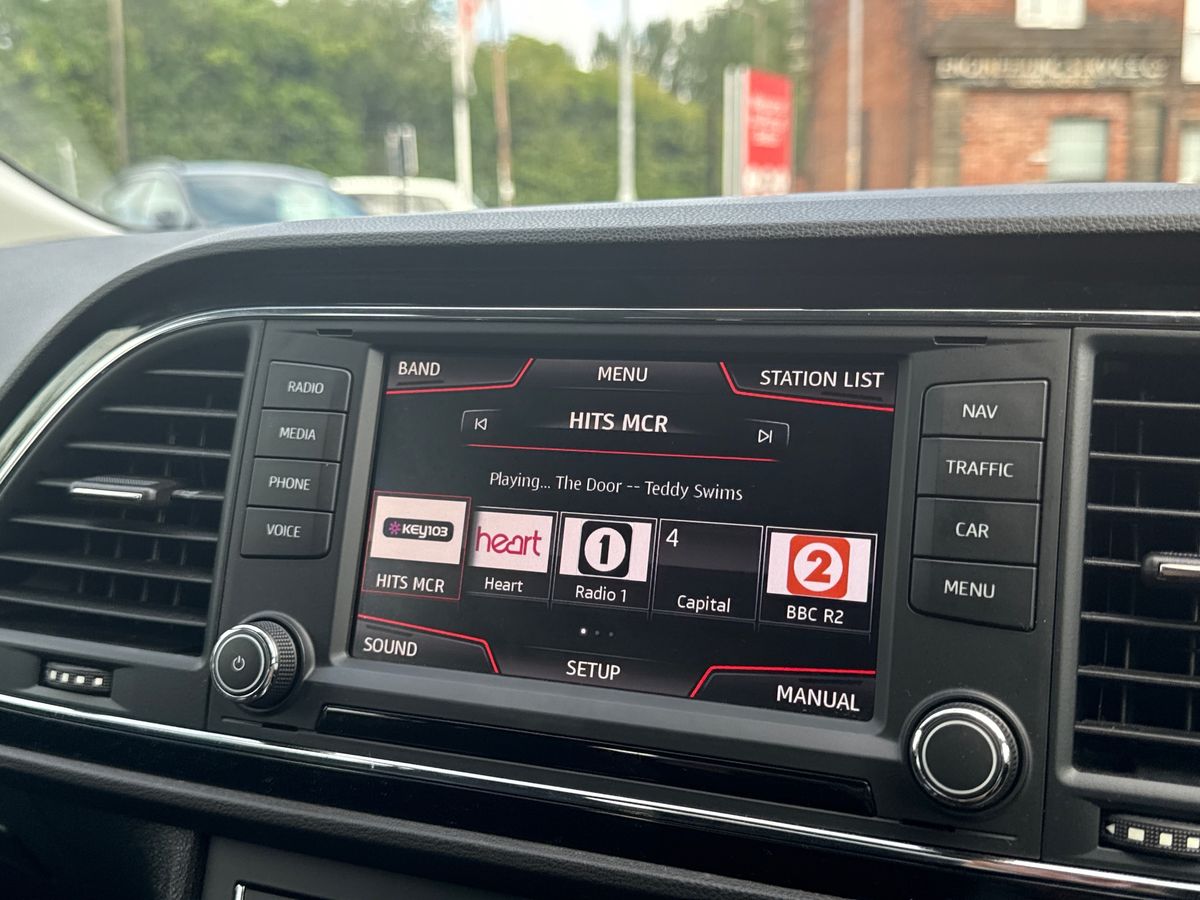 BAND
MENU
STATION LIST
HITS MCR
Playing... The Door -- Teddy Swims
KEY103
HITS MCR
heart
Heart
1
Radio 1
4
Capital
2
BBC R2
SOUND
SETUP
MANUAL
RADIO
MEDIA
PHONE
VOICE
NAV
TRAFFIC
CAR
MENU